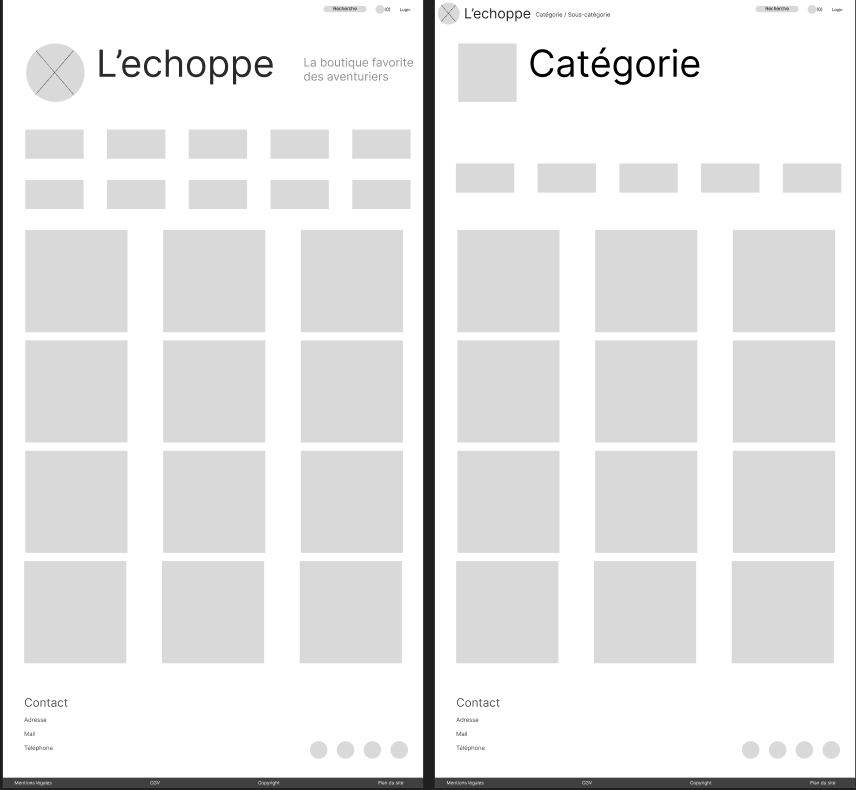 Recherche (0) Login
L'echoppe
La boutique favorite
des aventuriers
Contact
Adresse
Mail
Téléphone
Mentions légales CGV Copyright Plan du site
L'echoppe Catégorie / Sous-catégorie Recherche (0) Login
Catégorie
Contact
Adresse
Mail
Téléphone
Mentions légales CGV Copyright Plan du site